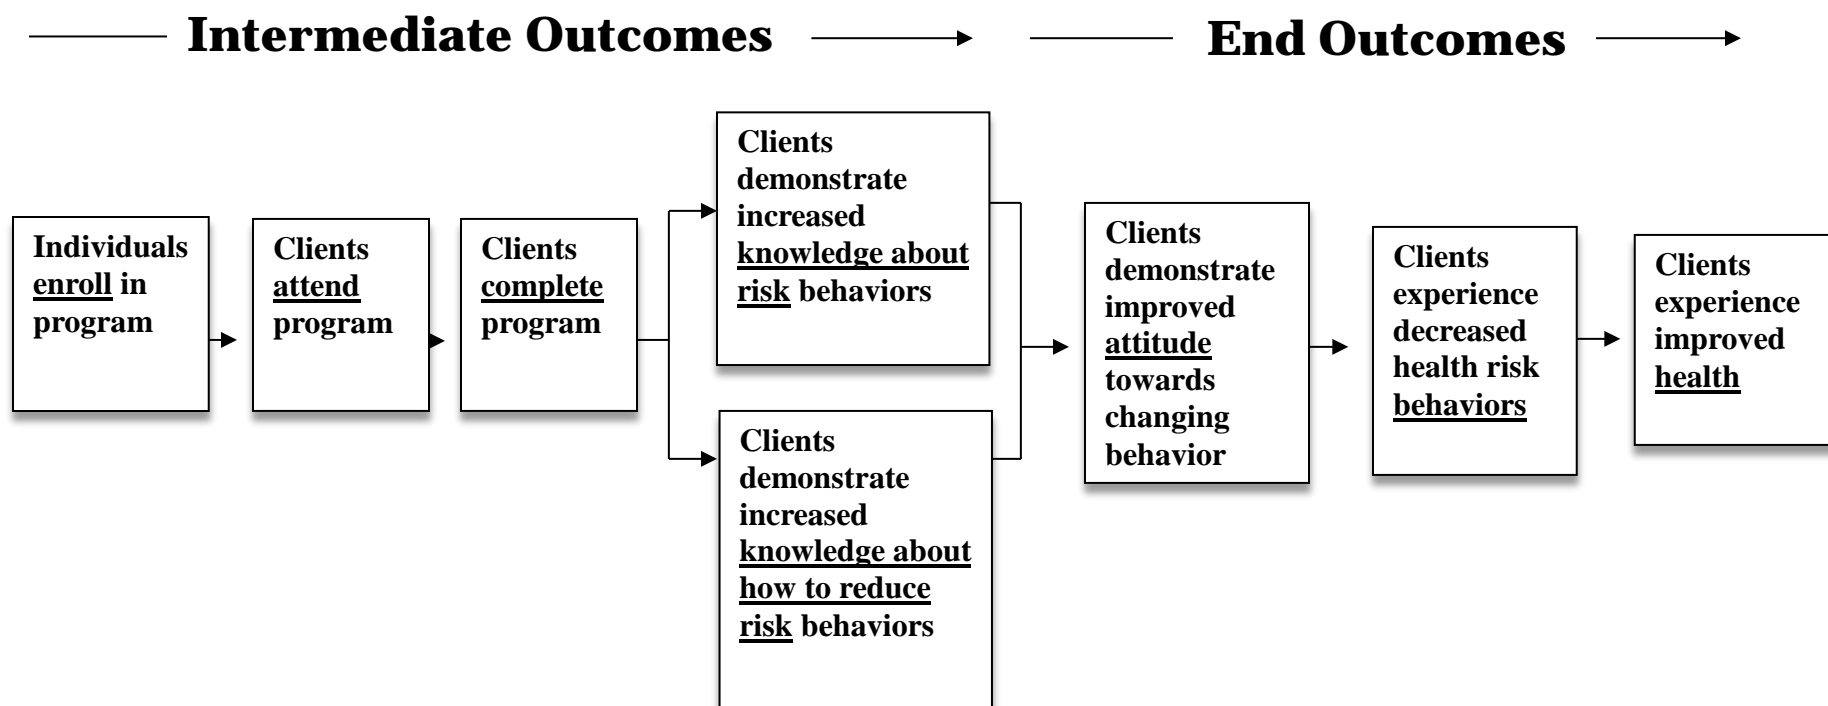 Intermediate Outcomes
End Outcomes
Individuals
enroll in
program
Clients
attend
program
Clients
complete
program
Clients
demonstrate
increased
knowledge about
risk behaviors
Clients
demonstrate
increased
knowledge about
how to reduce
risk behaviors
Clients
demonstrate
improved
attitude
towards
changing
behavior
Clients
experience
decreased
health risk
behaviors
Clients
experience
improved
health